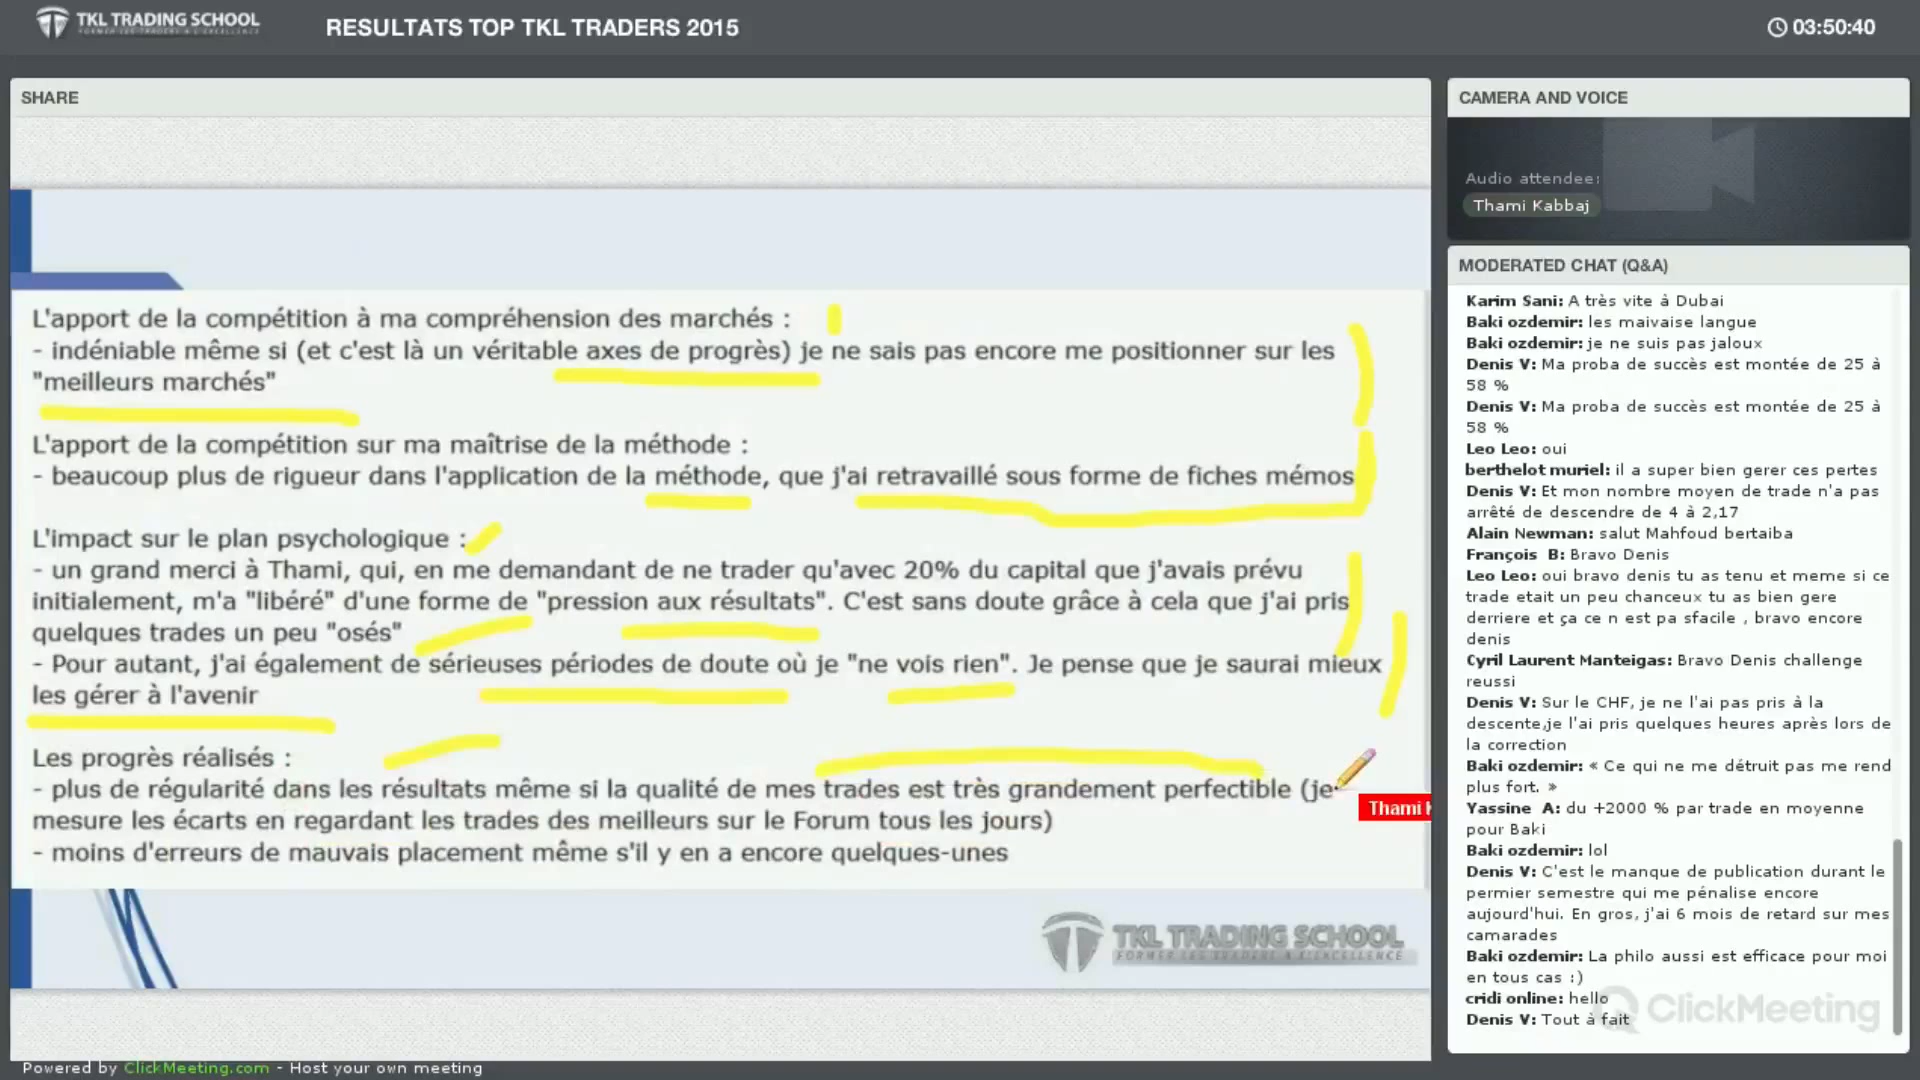 TKL TRADING SCHOOL
FORMER LES TRADERS A L'EXCELLENCE
RESULTATS TOP TKL TRADERS 2015
03:50:40
SHARE
L'apport de la compétition à ma compréhension des marchés :
- indéniable même si (et c'est là un véritable axes de progrès) je ne sais pas encore me positionner sur les
"meilleurs marchés"
L'apport de la compétition sur ma maîtrise de la méthode :
- beaucoup plus de rigueur dans l'application de la méthode, que j'ai retravaillé sous forme de fiches mémos
L'impact sur le plan psychologique :
- un grand merci à Thami, qui, en me demandant de ne trader qu'avec 20% du capital que j'avais prévu
initialement, m'a "libéré" d'une forme de "pression aux résultats". C'est sans doute grâce à cela que j'ai pris
quelques trades un peu "osés"
- Pour autant, j'ai également de sérieuses périodes de doute où je "ne vois rien". Je pense que je saurai mieux
les gérer à l'avenir
Les progrès réalisés :
- plus de régularité dans les résultats même si la qualité de mes trades est très grandement perfectible (je
mesure les écarts en regardant les trades des meilleurs sur le Forum tous les jours)
- moins d'erreurs de mauvais placement même s'il y en a encore quelques-unes
Thami K
TKL TRADING SCHOOL
FORMER LES TRADERS A L'EXCELLENCE
CAMERA AND VOICE
Audio attendee:
Thami Kabbaj
MODERATED CHAT (Q&A)
Karim Sani: A très vite à Dubai
Baki ozdemir: les maivaise langue
Baki ozdemir: je ne suis pas jaloux
Denis V: Ma proba de succès est montée de 25 à
58 %
Denis V: Ma proba de succès est montée de 25 à
58 %
Leo Leo: oui
berthelot muriel: il a super bien gerer ces pertes
Denis V: Et mon nombre moyen de trade n'a pas
arrêté de descendre de 4 à 2,17
Alain Newman: salut Mahfoud bertaiba
François B: Bravo Denis
Leo Leo: oui bravo denis tu as tenu et meme si ce
trade etait un peu chanceux tu as bien gere
derriere et ça ce n est pa sfacile , bravo encore
denis
Cyril Laurent Manteigas: Bravo Denis challenge
reussi
Denis V: Sur le CHF, je ne l'ai pas pris à la
descente,je l'ai pris quelques heures après lors de
la correction
Baki ozdemir: « Ce qui ne me détruit pas me rend
plus fort. »
Yassine A: du +2000 % par trade en moyenne
pour Baki
Baki ozdemir: lol
Denis V: C'est le manque de publication durant le
permier semestre qui me pénalise encore
aujourd'hui. En gros, j'ai 6 mois de retard sur mes
camarades
Baki ozdemir: La philo aussi est efficace pour moi
en tous cas :)
cridi online: hello
Denis V: Tout à fait
ClickMeeting
Powered by ClickMeeting.com - Host your own meeting